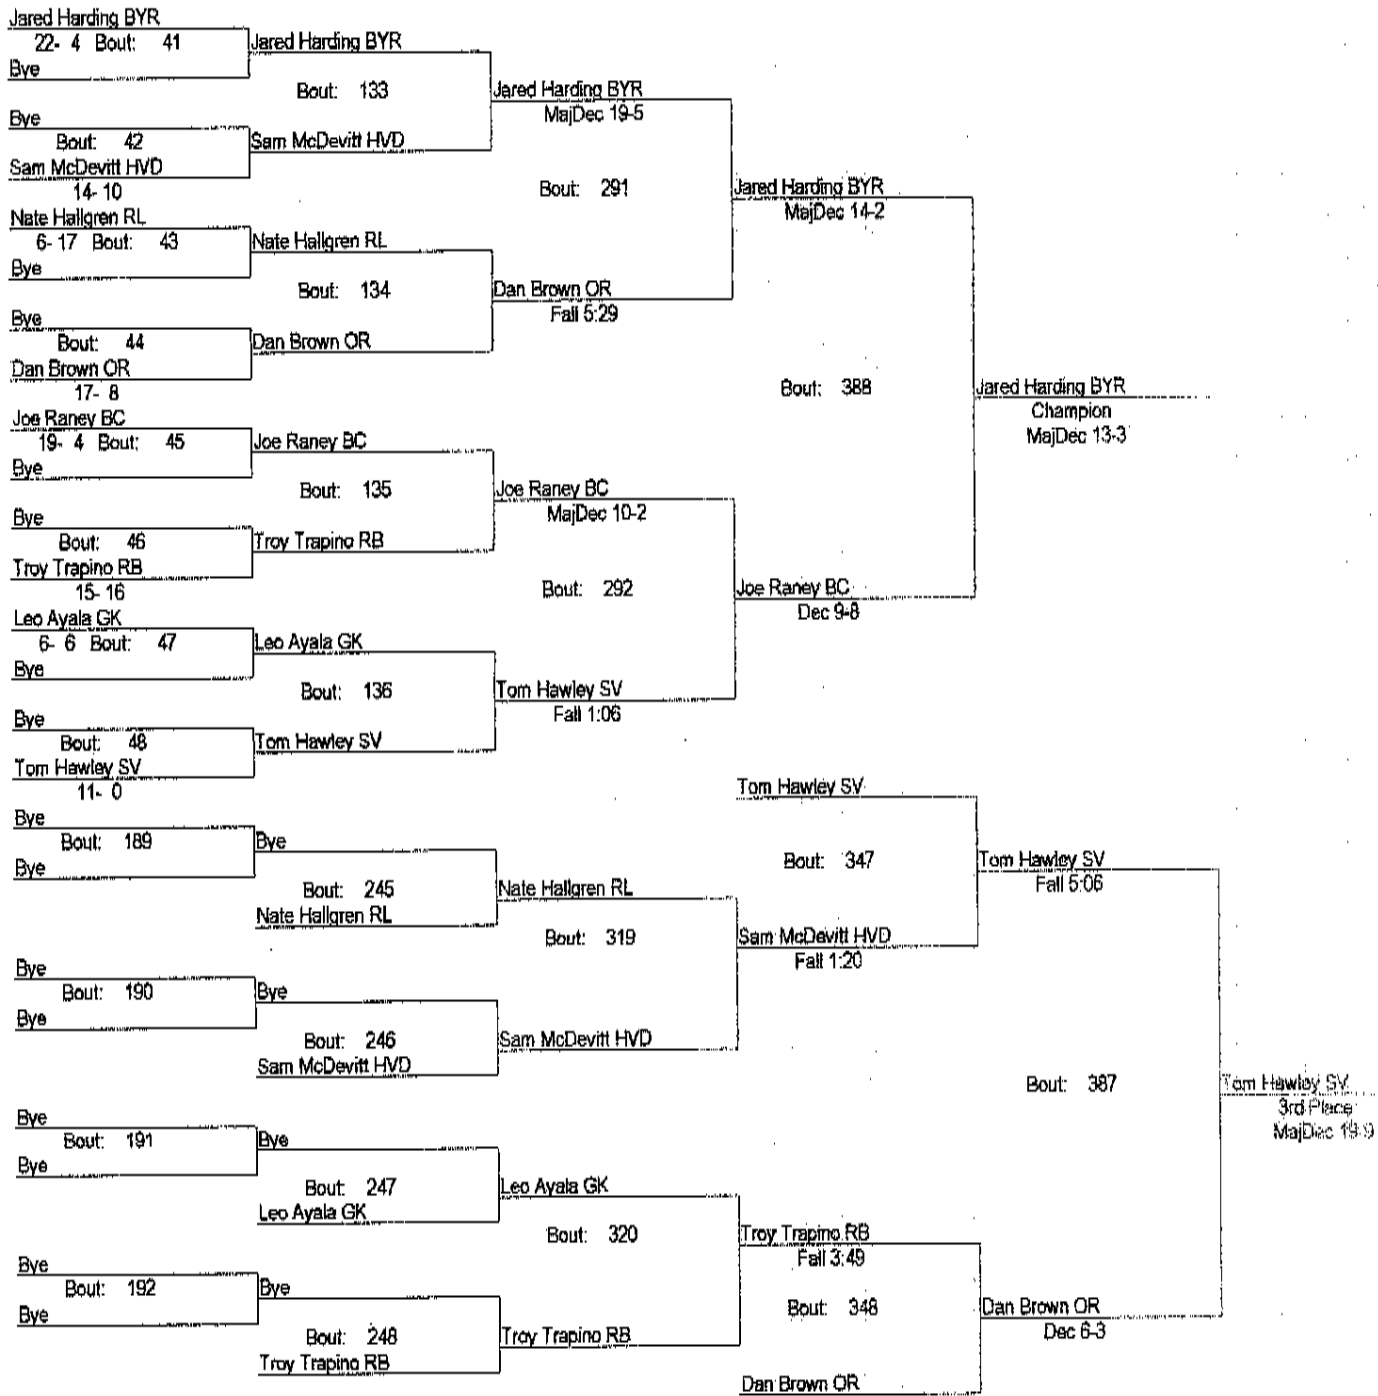 Jared Harding BYR
22- 4 Bout: 41
Bye
Jared Harding BYR
Bout: 133
Jared Harding BYR
MajDec 19-5
Bye
Bout: 42
Sam McDevitt HVD
Sam McDevitt HVD
14- 10
Bout: 291
Jared Harding BYR
MajDec 14-2
Nate Hallgren RL
6- 17 Bout: 43
Bye
Nate Hallgren RL
Bout: 134
Dan Brown OR
Fall 5:29
Bye
Bout: 44
Dan Brown OR
Dan Brown OR
17- 8
Bout: 388
Jared Harding BYR
Champion
MajDec 13-3
Joe Raney BC
19- 4 Bout: 45
Bye
Joe Raney BC
Bout: 135
Joe Raney BC
MajDec 10-2
Bye
Bout: 46
Troy Trapino RB
Troy Trapino RB
15- 16
Bout: 292
Joe Raney BC
Dec 9-8
Leo Ayala GK
6- 6 Bout: 47
Bye
Leo Ayala GK
Bout: 136
Tom Hawley SV
Fall 1:06
Bye
Bout: 48
Tom Hawley SV
Tom Hawley SV
11- 0
Tom Hawley SV
Bye
Bout: 189
Bye
Bye
Bout: 245
Nate Hallgren RL
Nate Hallgren RL
Bout: 347
Tom Hawley SV
Fall 5:06
Bout: 319
Sam McDevitt HVD
Fall 1:20
Bye
Bout: 190
Bye
Bye
Bout: 246
Sam McDevitt HVD
Sam McDevitt HVD
Bout: 387
Tom Hawley SV
3rd Place
MajDec 19-9
Bye
Bout: 191
Bye
Bye
Bout: 247
Leo Ayala GK
Leo Ayala GK
Bout: 320
Troy Trapino RB
Fall 3:49
Bye
Bout: 192
Bye
Bye
Bout: 248
Troy Trapino RB
Troy Trapino RB
Bout: 348
Dan Brown OR
Dec 6-3
Dan Brown OR